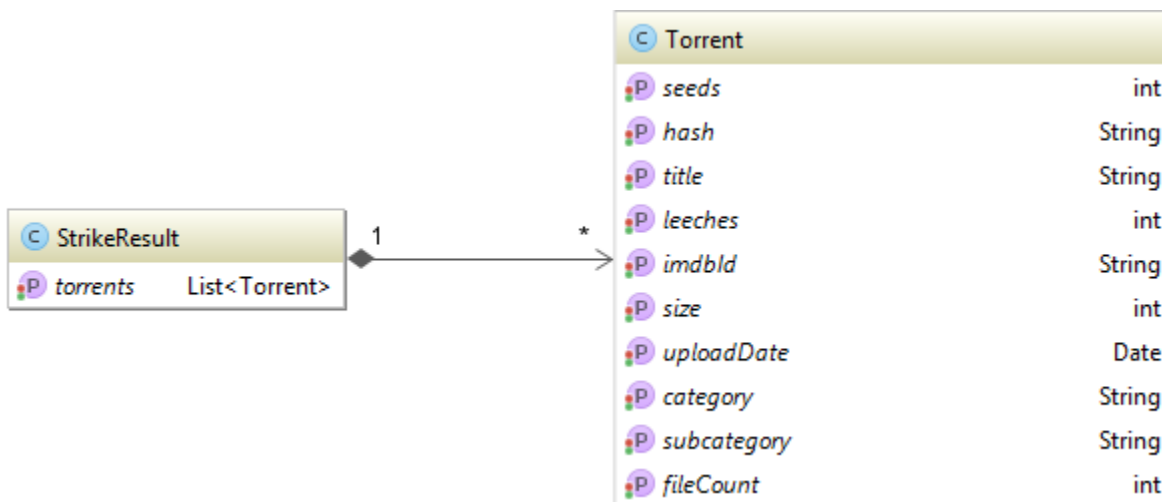 C StrikeResult
P torrents List<Torrent>
1 *
C Torrent
P seeds int
P hash String
P title String
P leeches int
P imdbId String
P size int
P uploadDate Date
P category String
P subcategory String
P fileCount int